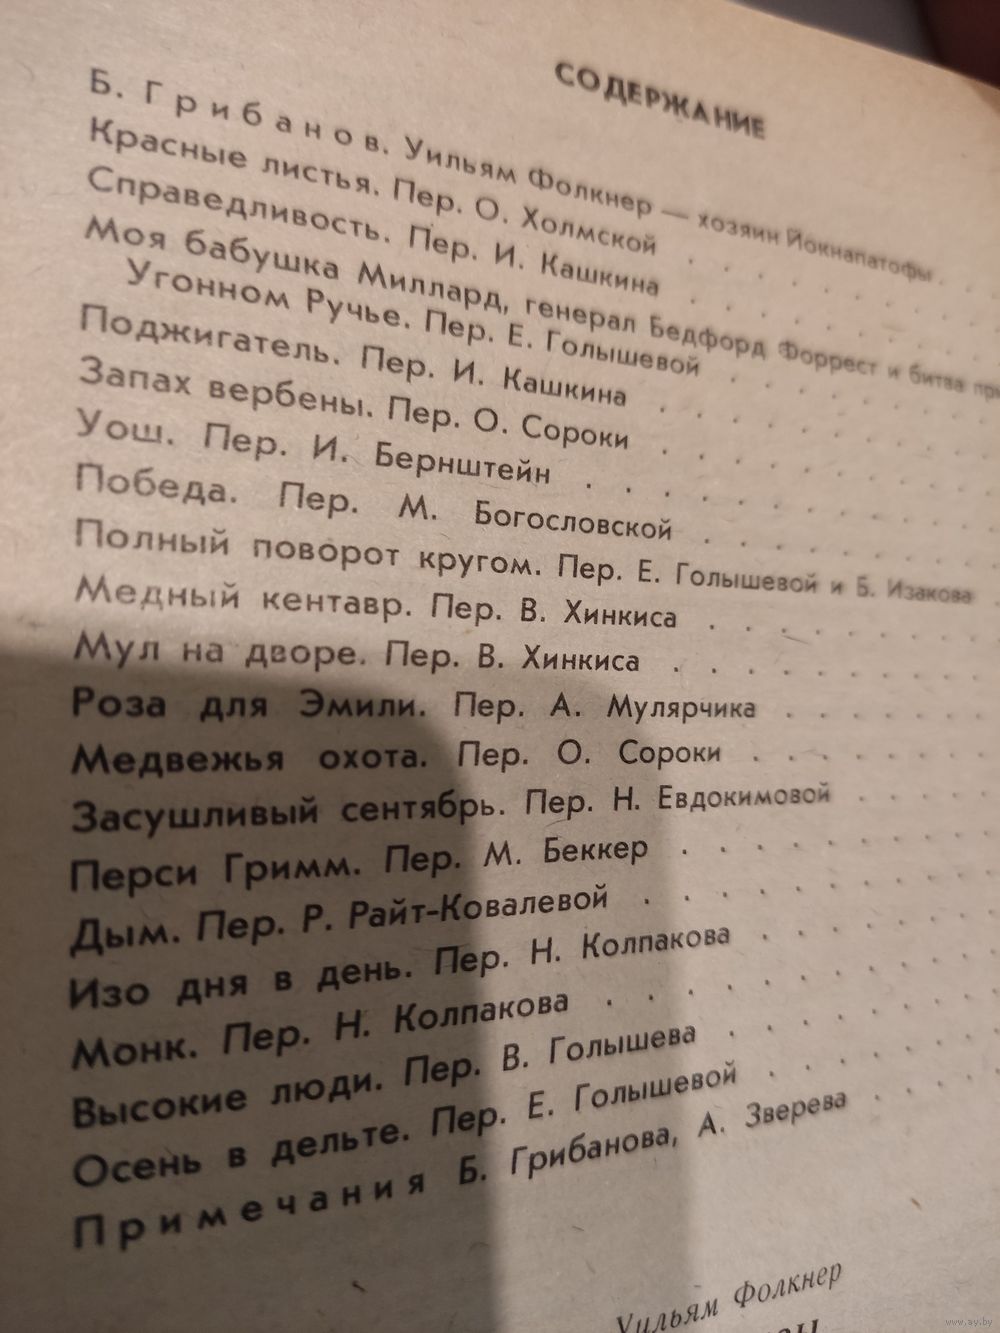 СОДЕРЖАНИЕ
Б. Грибанов. Уильям Фолкнер — хозяин Йокнапатофы . .
Красные листья. Пер. О. Холмской . . . . .
Справедливость. Пер. И. Кашкина . . . . .
Моя бабушка Миллард, генерал Бедфорд Форрест и битва при
Угонном Ручье. Пер. Е. Голышевой . . . . .
Поджигатель. Пер. И. Кашкина . . . . .
Запах вербены. Пер. О. Сороки . . . . .
Уош. Пер. И. Бернштейн . . . . .
Победа. Пер. М. Богословской . . . . .
Полный поворот кругом. Пер. Е. Голышевой и Б. Изакова .
Медный кентавр. Пер. В. Хинкиса . . . . .
Мул на дворе. Пер. В. Хинкиса . . . . .
Роза для Эмили. Пер. А. Мулярчика . . . . .
Медвежья охота. Пер. О. Сороки . . . . .
Засушливый сентябрь. Пер. Н. Евдокимовой . . . .
Перси Гримм. Пер. М. Беккер . . . . .
Дым. Пер. Р. Райт-Ковалевой . . . . .
Изо дня в день. Пер. Н. Колпакова . . . . .
Монк. Пер. Н. Колпакова . . . . .
Высокие люди. Пер. В. Голышева . . . . .
Осень в дельте. Пер. Е. Голышевой . . . . .
Примечания Б. Грибанова, А. Зверева . . . .
Уильям Фолкнер
www.ay.by